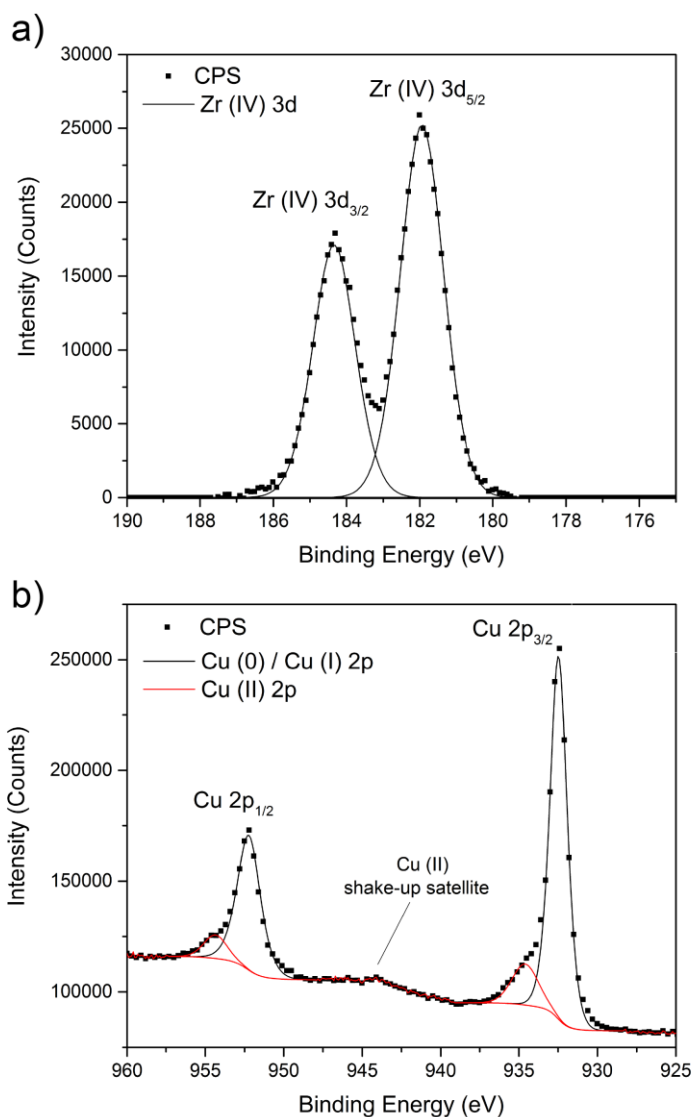 a)
30000
25000
20000
15000
10000
5000
0
Intensity (Counts)
CPS
Zr (IV) 3d
Zr (IV) 3d5/2
Zr (IV) 3d3/2
190 188 186 184 182 180 178 176
Binding Energy (eV)
b)
250000
200000
150000
100000
Intensity (Counts)
CPS
Cu (0) / Cu (I) 2p
Cu (II) 2p
Cu 2p3/2
Cu 2p1/2
Cu (II)
shake-up satellite
960 955 950 945 940 935 930 925
Binding Energy (eV)